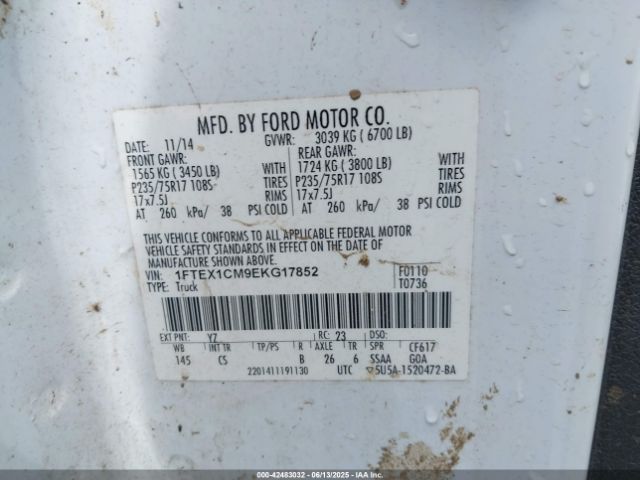 MFD. BY FORD MOTOR CO.
DATE: 11/14 GVWR: 3039 KG ( 6700 LB)
FRONT GAWR: REAR GAWR:
1565 KG ( 3450 LB) WITH 1724 KG ( 3800 LB) WITH
P235/75R17 108S TIRES P235/75R17 108S TIRES
17x7.5J RIMS 17x7.5J RIMS
AT 260 kPa/ 38 PSI COLD AT 260 kPa/ 38 PSI COLD
THIS VEHICLE CONFORMS TO ALL APPLICABLE FEDERAL MOTOR
VEHICLE SAFETY STANDARDS IN EFFECT ON THE DATE OF
MANUFACTURE SHOWN ABOVE.
VIN: 1FTEX1CM9EKG17852 F0110
TYPE: Truck T0736
EXT PNT: YZ RC: 23 DSO:
WB INT TR TP/PS R AXLE TR SPR CF617
145 CS B 26 6 SSAA G0A
2201411191130 UTC 5U5A-1520472-BA
00-42483032 - 06/13/2025 - IAAI.COM